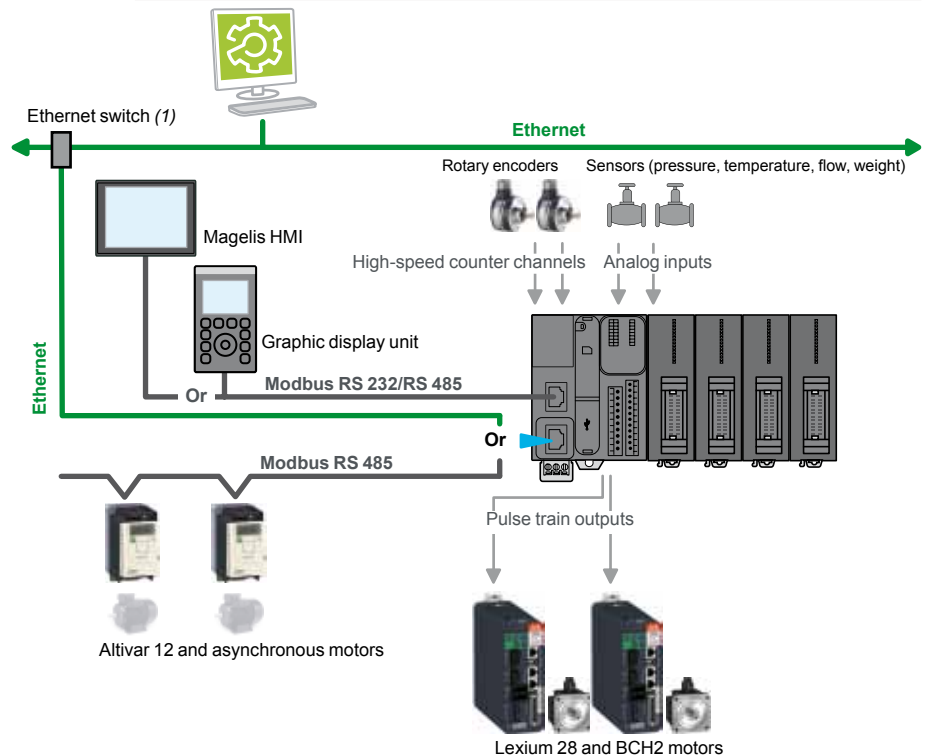 Ethernet switch (1)
Ethernet
Rotary encoders
Sensors (pressure, temperature, flow, weight)
Magelis HMI
High-speed counter channels
Analog inputs
Graphic display unit
Ethernet
Or
Modbus RS 232/RS 485
Or
Modbus RS 485
Pulse train outputs
Altivar 12 and asynchronous motors
Lexium 28 and BCH2 motors